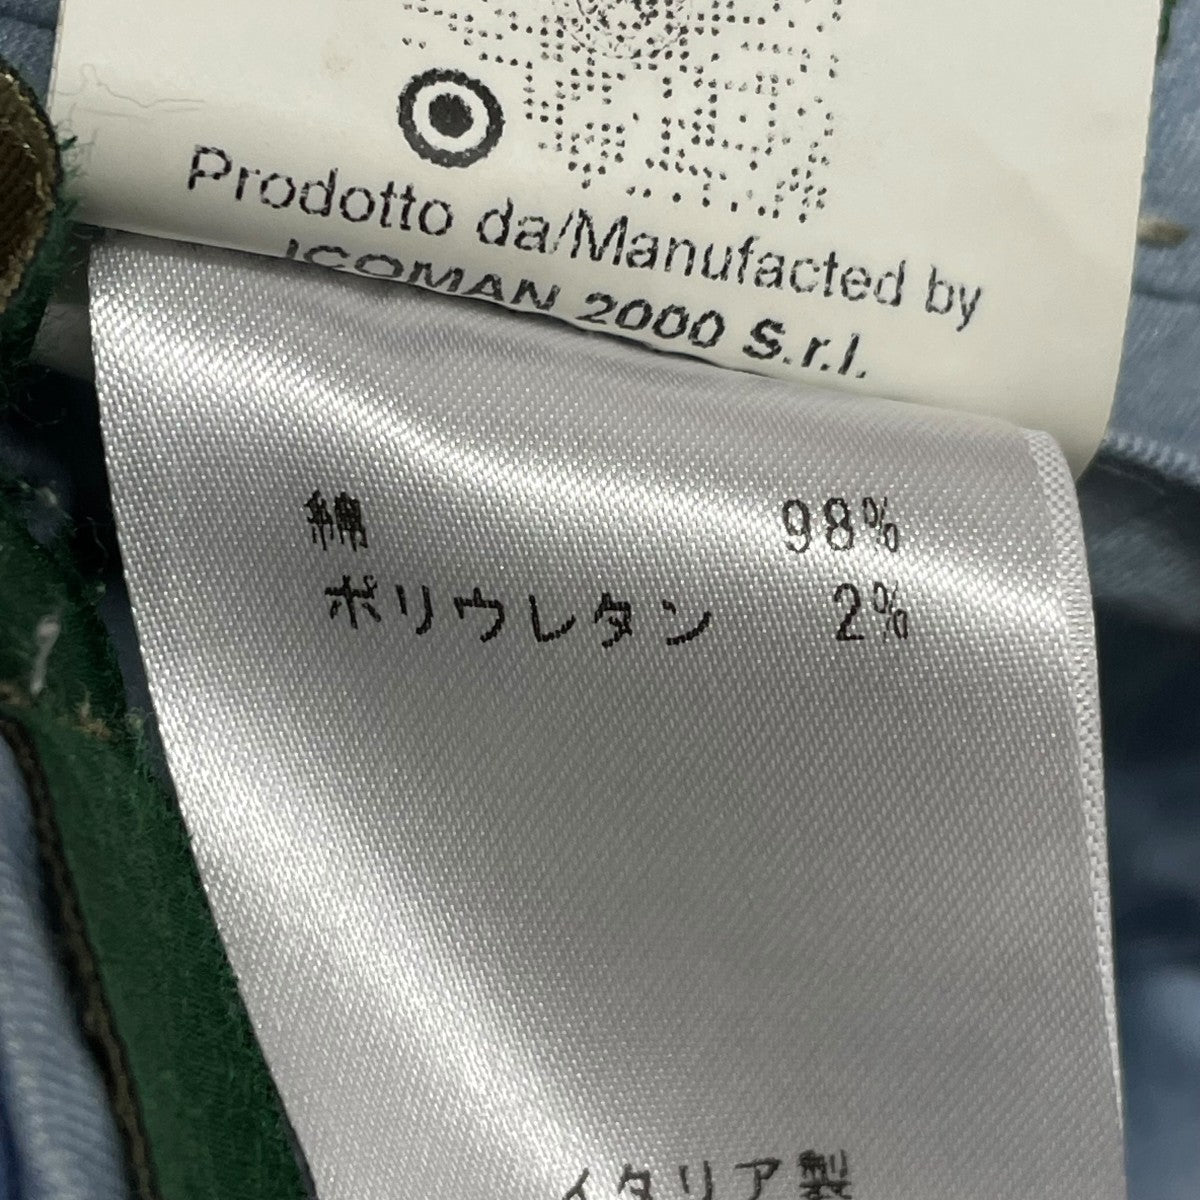 Prodotto da/Manufacted by
ICOMAN 2000 S.r.l.
綿 98%
ポリウレタン 2%
イタリア製